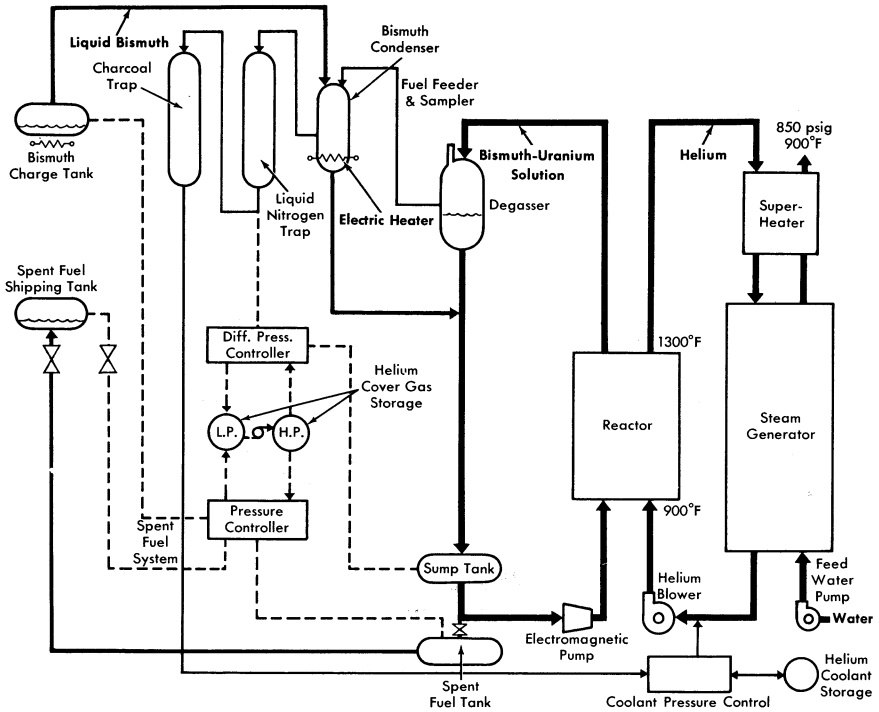 Liquid Bismuth
Charcoal
Trap
Bismuth
Condenser
Fuel Feeder
& Sampler
Bismuth
Charge Tank
Liquid
Nitrogen
Trap
Electric Heater
Bismuth-Uranium
Solution
Degasser
Helium
850 psig
900°F
Super-
Heater
Spent Fuel
Shipping Tank
Diff. Press.
Controller
Helium
Cover Gas
Storage
L.P.
H.P.
1300°F
Reactor
Steam
Generator
Pressure
Controller
Spent
Fuel
System
900°F
Sump Tank
Helium
Blower
Feed
Water
Pump
Water
Electromagnetic
Pump
Spent
Fuel Tank
Coolant Pressure Control
Helium
Coolant
Storage